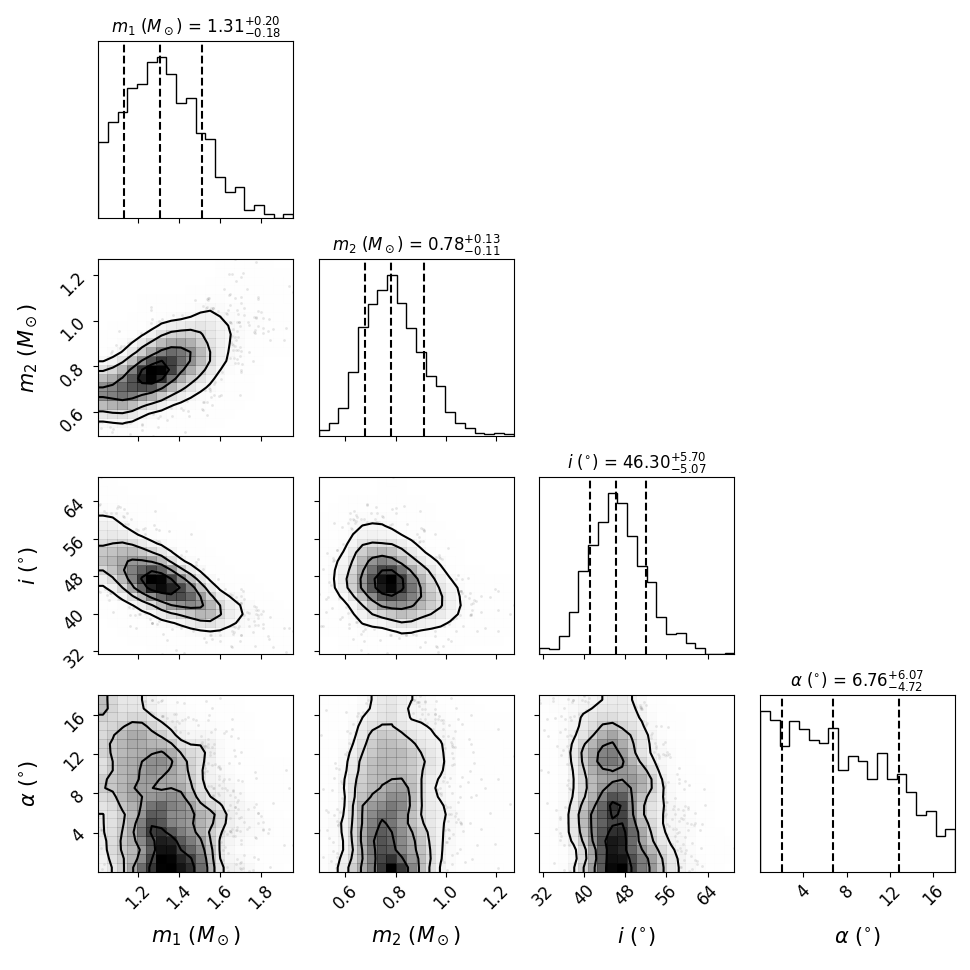 m₁ (M⊙) = 1.31⁺⁰·²⁰₋₀.₁₈
m₂ (M⊙) = 0.78⁺⁰·¹³₋₀.₁₁
1.2
1.0
0.8
0.6
m₂ (M⊙)
i (°) = 46.30⁺⁵·⁷⁰₋₅.₀₇
64
56
48
40
32
i (°)
α (°) = 6.76⁺⁶·⁰⁷₋₄.₇₂
16
12
8
4
α (°)
1.2 1.4 1.6 1.8
0.6 0.8 1.0 1.2
32 40 48 56 64
4 8 12 16
m₁ (M⊙) m₂ (M⊙) i (°) α (°)